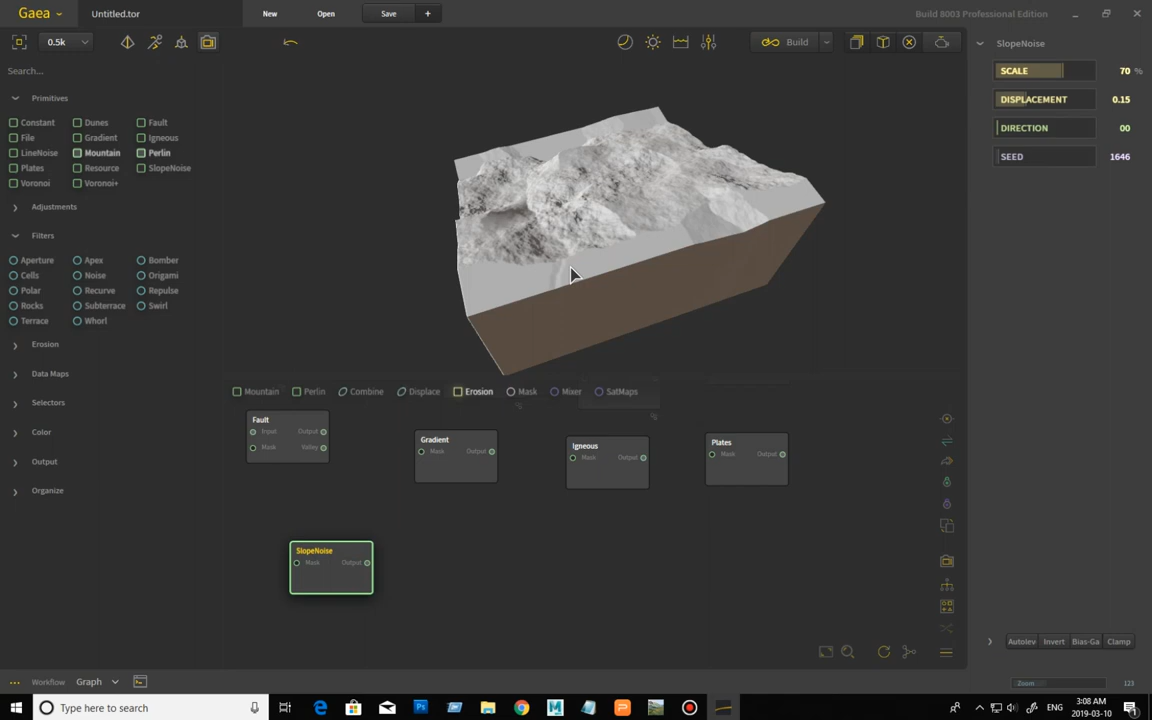 Gaea
Untitled.tor
New
Open
Save
+
Build 8003 Professional Edition
0.5k
Build
SlopeNoise
Search...
SCALE 70 %
DISPLACEMENT 0.15
DIRECTION 00
SEED 1646
Primitives
Constant Dunes Fault
File Gradient Igneous
LineNoise Mountain Perlin
Plates Resource SlopeNoise
Voronoi Voronoi+
Adjustments
Filters
Aperture Apex Bomber
Cells Noise Origami
Polar Recurve Repulse
Rocks Subterrace Swirl
Terrace Whorl
Erosion
Data Maps
Selectors
Color
Output
Organize
Mountain Perlin Combine Displace Erosion Mask Mixer SatMaps
Fault
Input Output
Mask Valley
Gradient
Mask Output
Igneous
Mask Output
Plates
Mask Output
SlopeNoise
Mask Output
Autolev Invert Bias-Ga Clamp
Workflow Graph
Zoom 123
Type here to search
ENG
3:08 AM
2019-03-10